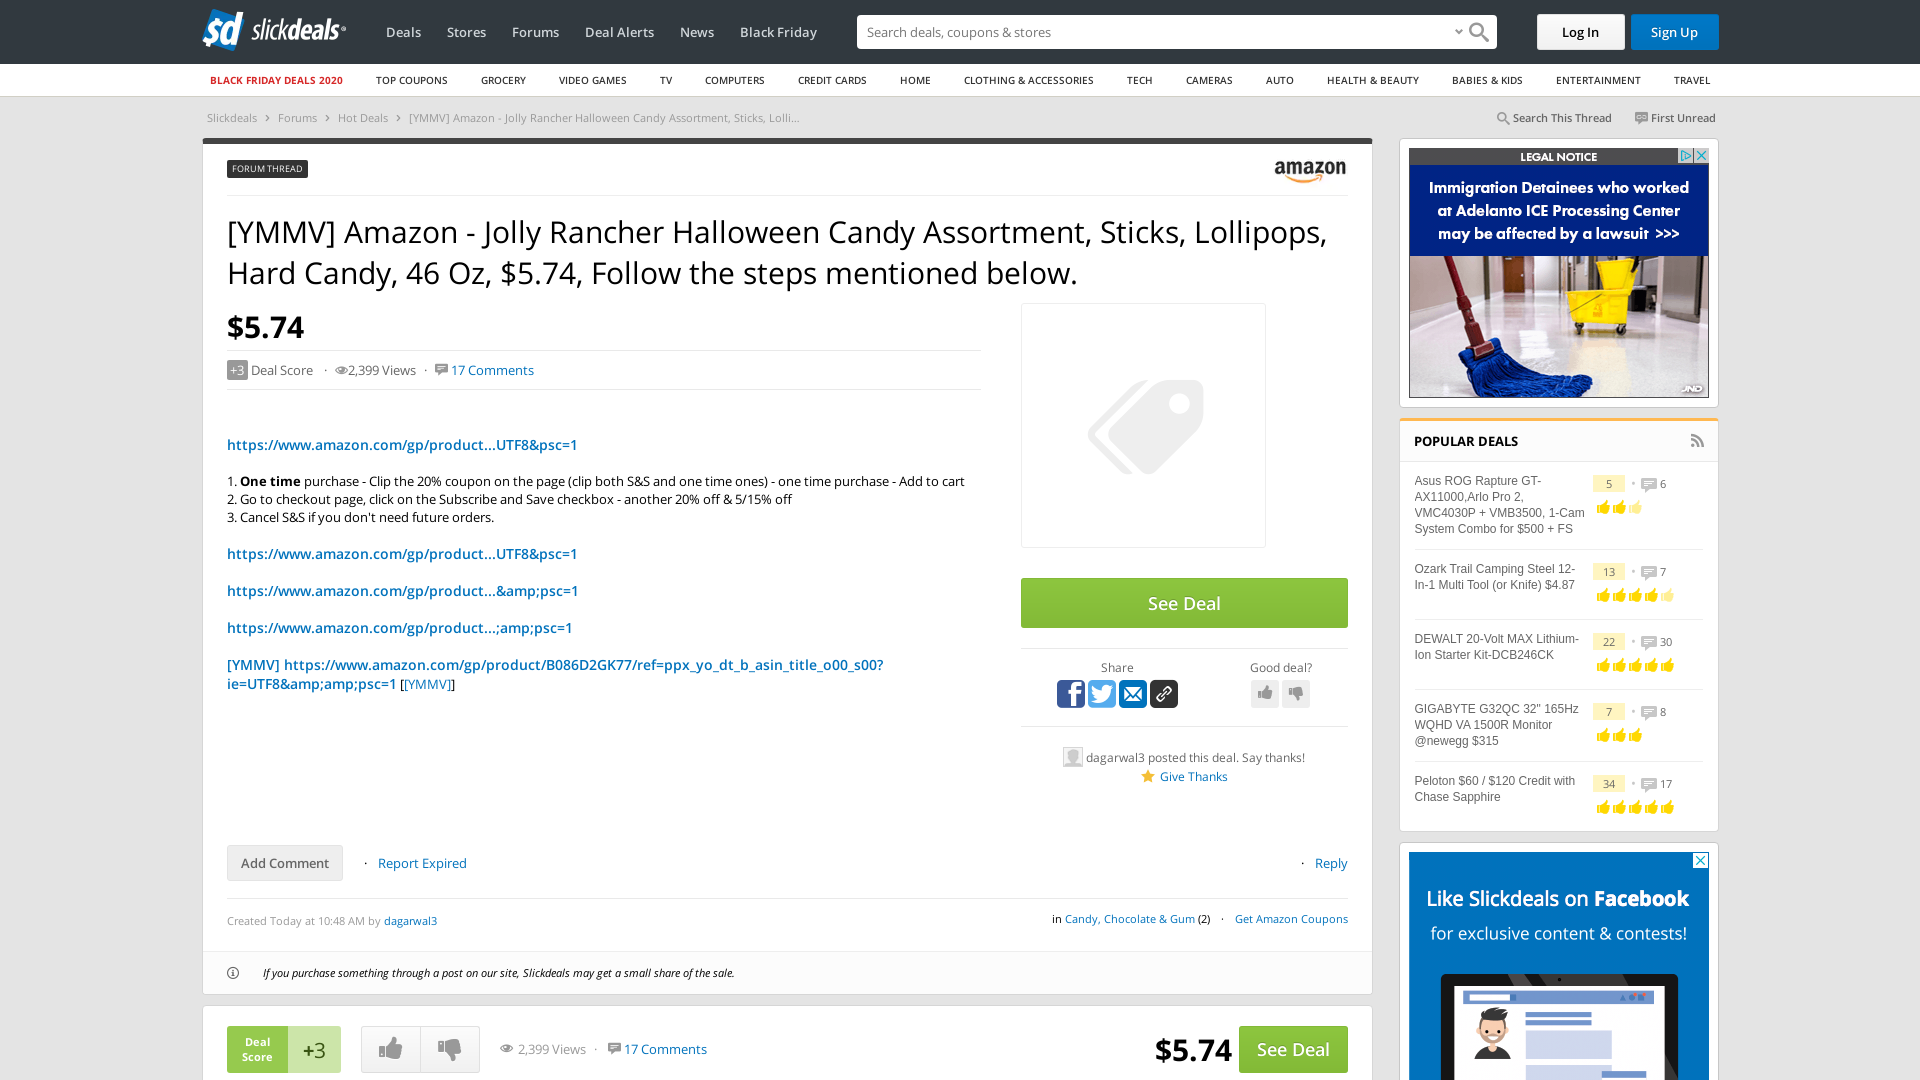 sd slickdeals
Deals Stores Forums Deal Alerts News Black Friday Search deals, coupons & stores Log In Sign Up
BLACK FRIDAY DEALS 2020 TOP COUPONS GROCERY VIDEO GAMES TV COMPUTERS CREDIT CARDS HOME CLOTHING & ACCESSORIES TECH CAMERAS AUTO HEALTH & BEAUTY BABIES & KIDS ENTERTAINMENT TRAVEL
Slickdeals > Forums > Hot Deals > [YMMV] Amazon - Jolly Rancher Halloween Candy Assortment, Sticks, Lolli...
Search This Thread First Unread
FORUM THREAD
amazon
[YMMV] Amazon - Jolly Rancher Halloween Candy Assortment, Sticks, Lollipops,
Hard Candy, 46 Oz, $5.74, Follow the steps mentioned below.
$5.74
+3 Deal Score · 2,399 Views · 17 Comments
https://www.amazon.com/gp/product...UTF8&psc=1
1. One time purchase - Clip the 20% coupon on the page (clip both S&S and one time ones) - one time purchase - Add to cart
2. Go to checkout page, click on the Subscribe and Save checkbox - another 20% off & 5/15% off
3. Cancel S&S if you don't need future orders.
https://www.amazon.com/gp/product...UTF8&psc=1
https://www.amazon.com/gp/product...&amp;psc=1
https://www.amazon.com/gp/product...;amp;psc=1
[YMMV] https://www.amazon.com/gp/product/B086D2GK77/ref=ppx_yo_dt_b_asin_title_o00_s00?
ie=UTF8&amp;amp;psc=1 [[YMMV]]
See Deal
Share
Good deal?
dagarwal3 posted this deal. Say thanks!
Give Thanks
Add Comment · Report Expired
· Reply
Created Today at 10:48 AM by dagarwal3
in Candy, Chocolate & Gum (2) · Get Amazon Coupons
If you purchase something through a post on our site, Slickdeals may get a small share of the sale.
Deal
Score
+3
2,399 Views · 17 Comments
$5.74 See Deal
LEGAL NOTICE
Immigration Detainees who worked
at Adelanto ICE Processing Center
may be affected by a lawsuit >>>
JND
POPULAR DEALS
Asus ROG Rapture GT-
AX11000,Arlo Pro 2,
VMC4030P + VMB3500, 1-Cam
System Combo for $500 + FS
5 · 6
Ozark Trail Camping Steel 12-
In-1 Multi Tool (or Knife) $4.87
13 · 7
DEWALT 20-Volt MAX Lithium-
Ion Starter Kit-DCB246CK
22 · 30
GIGABYTE G32QC 32" 165Hz
WQHD VA 1500R Monitor
@newegg $315
7 · 8
Peloton $60 / $120 Credit with
Chase Sapphire
34 · 17
Like Slickdeals on Facebook
for exclusive content & contests!